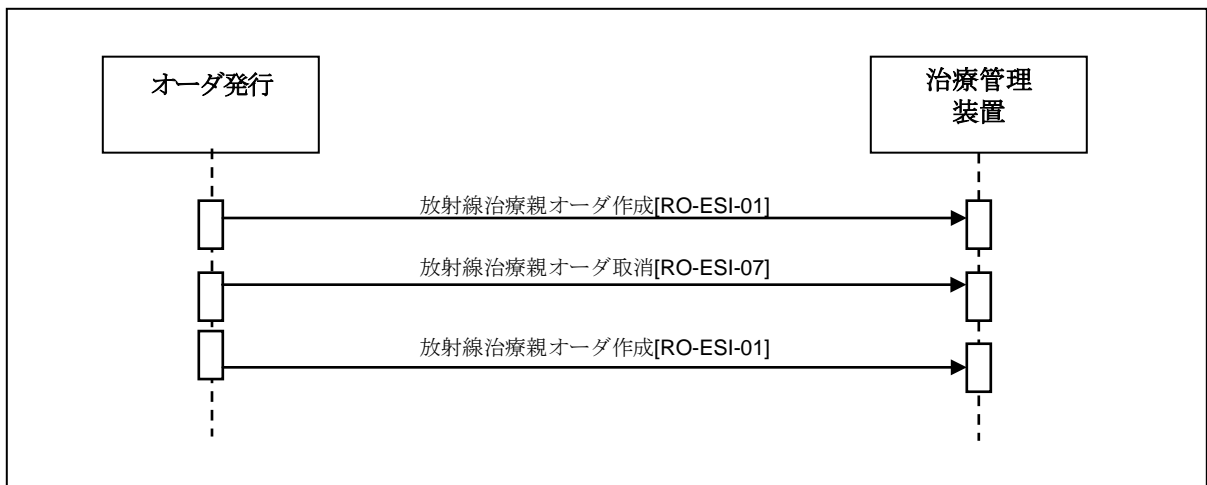 オーダ発行
治療管理
装置
放射線治療親オーダ作成[RO-ESI-01]
放射線治療親オーダ取消[RO-ESI-07]
放射線治療親オーダ作成[RO-ESI-01]